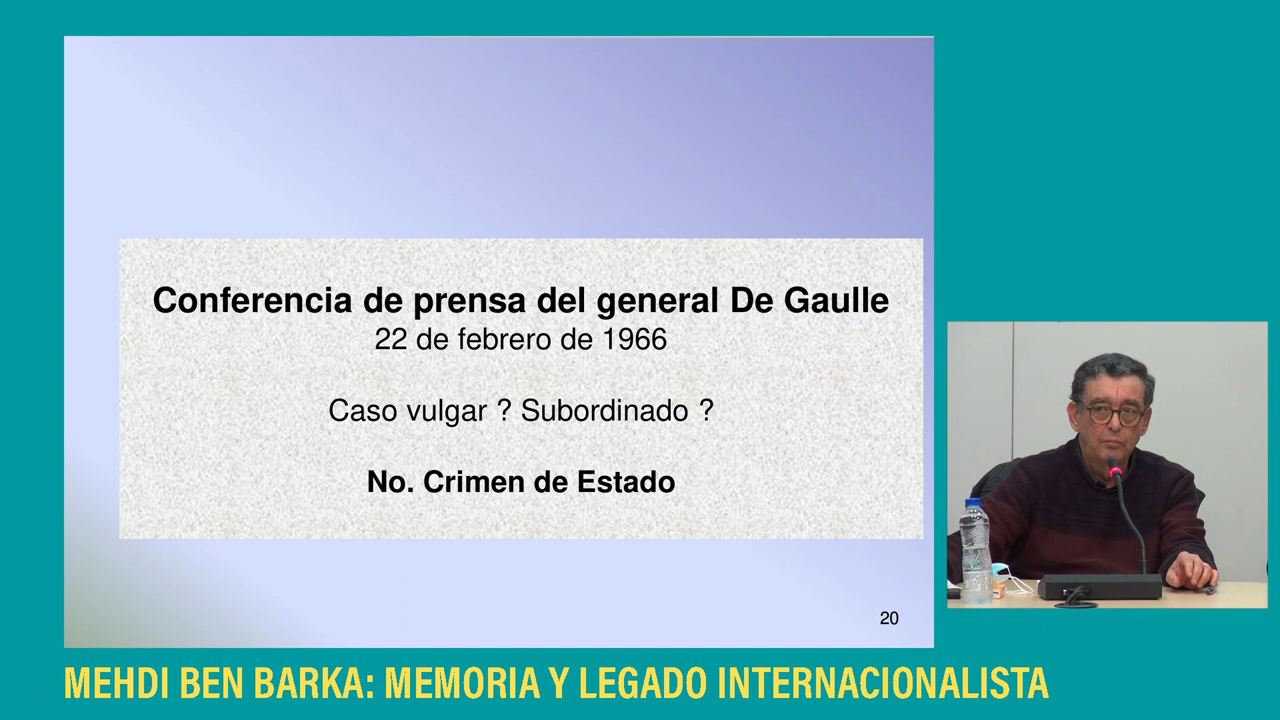 Conferencia de prensa del general De Gaulle
22 de febrero de 1966
Caso vulgar ? Subordinado ?
No. Crimen de Estado
20
MEHDI BEN BARKA: MEMORIA Y LEGADO INTERNACIONALISTA